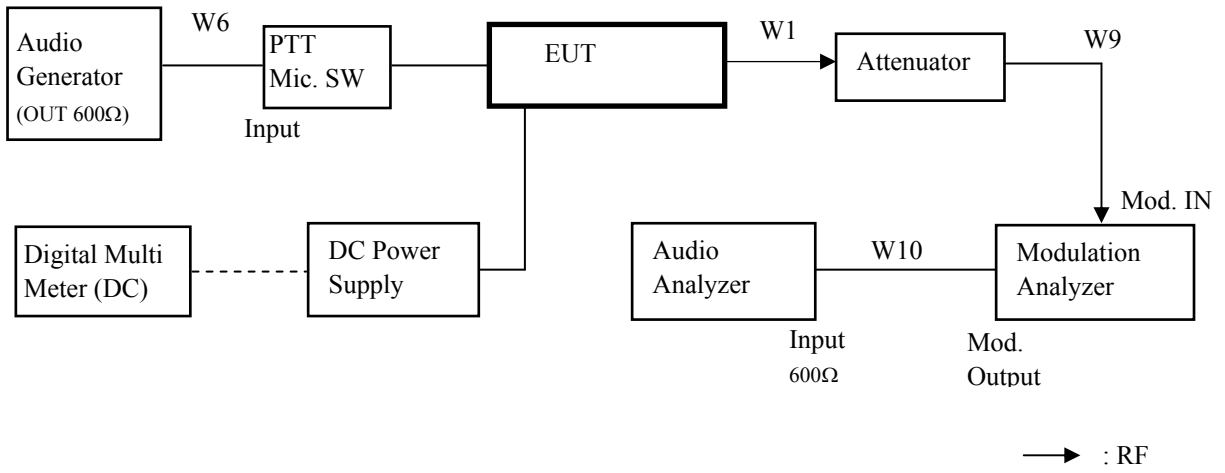 W6
Audio
Generator
(OUT 600Ω)
PTT
Mic. SW
Input
EUT
W1
Attenuator
W9
Mod. IN
Digital Multi
Meter (DC)
DC Power
Supply
Audio
Analyzer
W10
Modulation
Analyzer
Input
600Ω
Mod.
Output
: RF